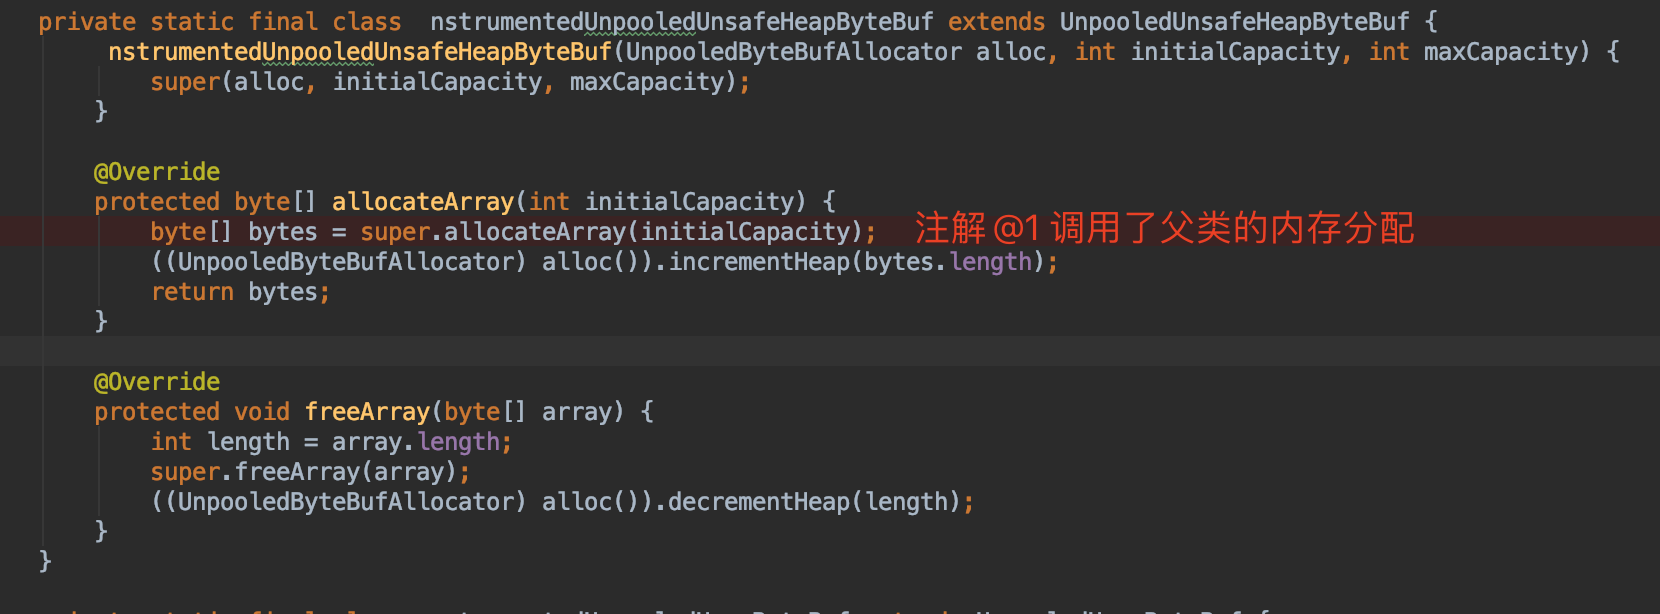 private static final class nstrumentedUnpooledUnsafeHeapByteBuf extends UnpooledUnsafeHeapByteBuf {
nstrumentedUnpooledUnsafeHeapByteBuf(UnpooledByteBufAllocator alloc, int initialCapacity, int maxCapacity) {
super(alloc, initialCapacity, maxCapacity);
}
@Override
protected byte[] allocateArray(int initialCapacity) {
byte[] bytes = super.allocateArray(initialCapacity); 注解 @1 调用了父类的内存分配
((UnpooledByteBufAllocator) alloc()).incrementHeap(bytes.length);
return bytes;
}
@Override
protected void freeArray(byte[] array) {
int length = array.length;
super.freeArray(array);
((UnpooledByteBufAllocator) alloc()).decrementHeap(length);
}
}